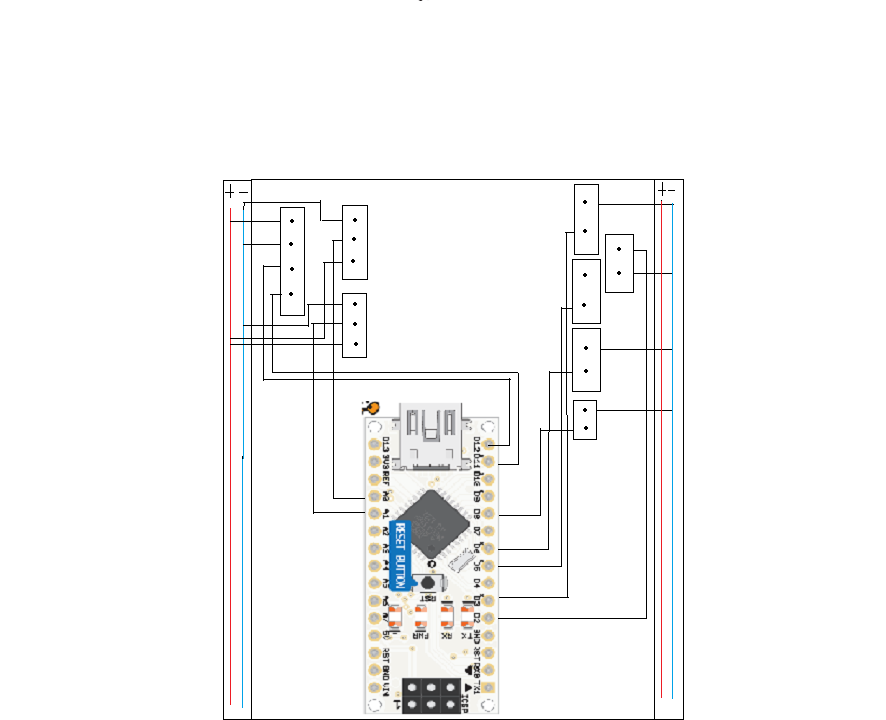 + -
+ -
D13
3V3
REF
A0
A1
A2
A3
A4
A5
A6
A7
5V
RST
GND
VIN
D12
D11
D10
D9
D8
D7
D6
D5
D4
D3
D2
GND
RST
RX0
TX1
RESET BUTTON
RST
PWR
RX
TX
ICSP